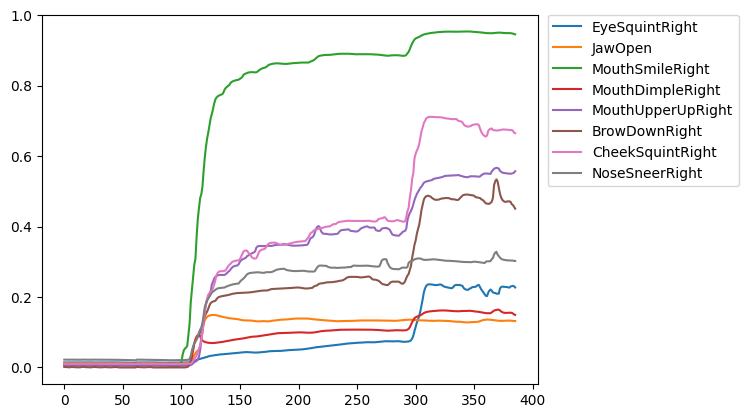 1.0
0.8
0.6
0.4
0.2
0.0
0
50
100
150
200
250
300
350
400
EyeSquintRight
JawOpen
MouthSmileRight
MouthDimpleRight
MouthUpperUpRight
BrowDownRight
CheekSquintRight
NoseSneerRight